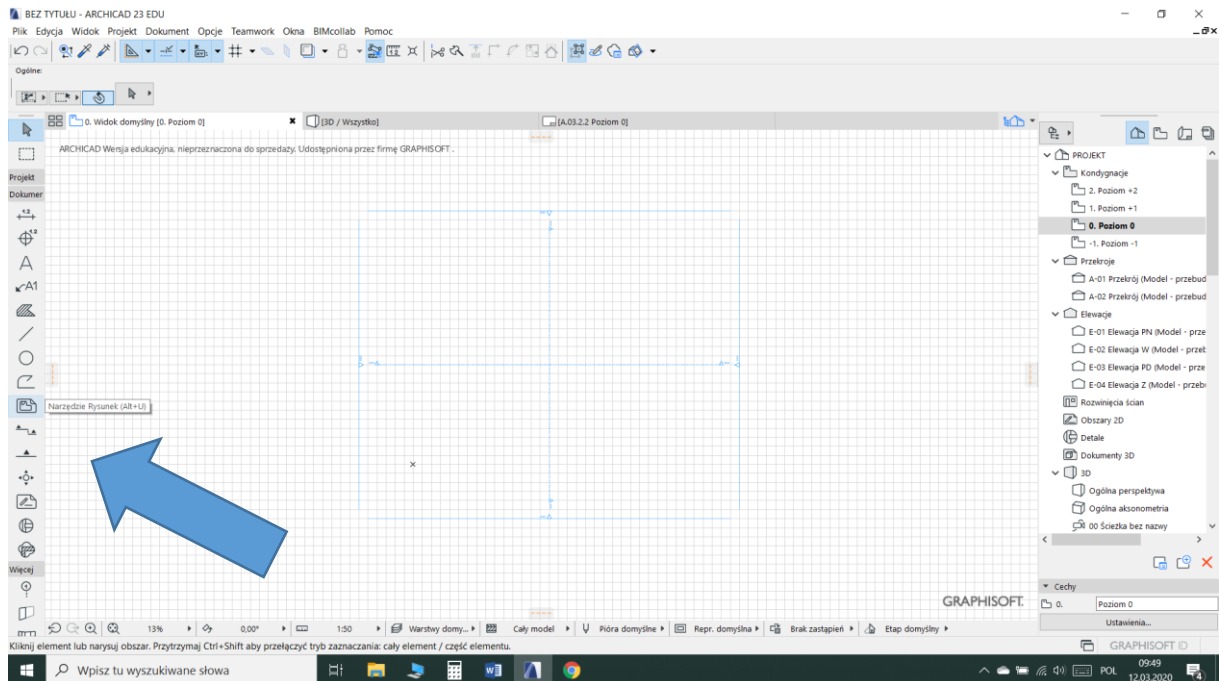 BEZ TYTUŁU - ARCHICAD 23 EDU
Plik Edycja Widok Projekt Dokument Opcje Teamwork Okna BIMcollab Pomoc
Ogólne:
0. Widok domyślny [0. Poziom 0]
[3D / Wszystko]
[A.03.2.2 Poziom 0]
ARCHICAD Wersja edukacyjna, nieprzeznaczona do sprzedaży. Udostępniona przez firmę GRAPHISOFT .
Projekt
Dokumer
A
A1
Narzędzie Rysunek (Alt+U)
Więcej
PROJEKT
Kondygnacje
2. Poziom +2
1. Poziom +1
0. Poziom 0
-1. Poziom -1
Przekroje
A-01 Przekrój (Model - przebud
A-02 Przekrój (Model - przebud
Elewacje
E-01 Elewacja PN (Model - prze
E-02 Elewacja W (Model - przeb
E-03 Elewacja PD (Model - prze
E-04 Elewacja Z (Model - przebu
Rozwinięcia ścian
Obszary 2D
Detale
Dokumenty 3D
3D
Ogólna perspektywa
Ogólna aksonometria
00 Ścieżka bez nazwy
Cechy
0. Poziom 0
Ustawienia...
GRAPHISOFT.
13% 0,00° 1:50 Warstwy domy... Cały model Pióra domyślne Repr. domyślna Brak zastąpień Etap domyślny
Kliknij element lub narysuj obszar. Przytrzymaj Ctrl+Shift aby przełączyć tryb zaznaczania: cały element / część elementu.
GRAPHISOFT ID
Wpisz tu wyszukiwane słowa
POL
09:49
12.03.2020
4